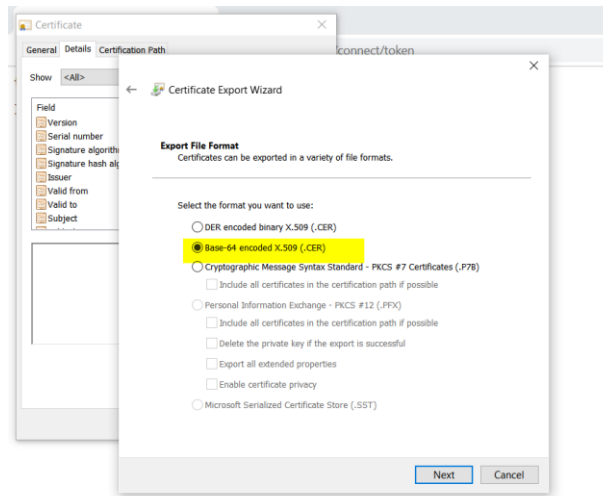 Certificate
General Details Certification Path
connect/token
Show <All>
Field
Version
Serial number
Signature algorith
Signature hash alg
Issuer
Valid from
Valid to
Subject
Certificate Export Wizard
Export File Format
Certificates can be exported in a variety of file formats.
Select the format you want to use:
DER encoded binary X.509 (.CER)
Base-64 encoded X.509 (.CER)
Cryptographic Message Syntax Standard - PKCS #7 Certificates (.P7B)
Include all certificates in the certification path if possible
Personal Information Exchange - PKCS #12 (.PFX)
Include all certificates in the certification path if possible
Delete the private key if the export is successful
Export all extended properties
Enable certificate privacy
Microsoft Serialized Certificate Store (.SST)
Next Cancel